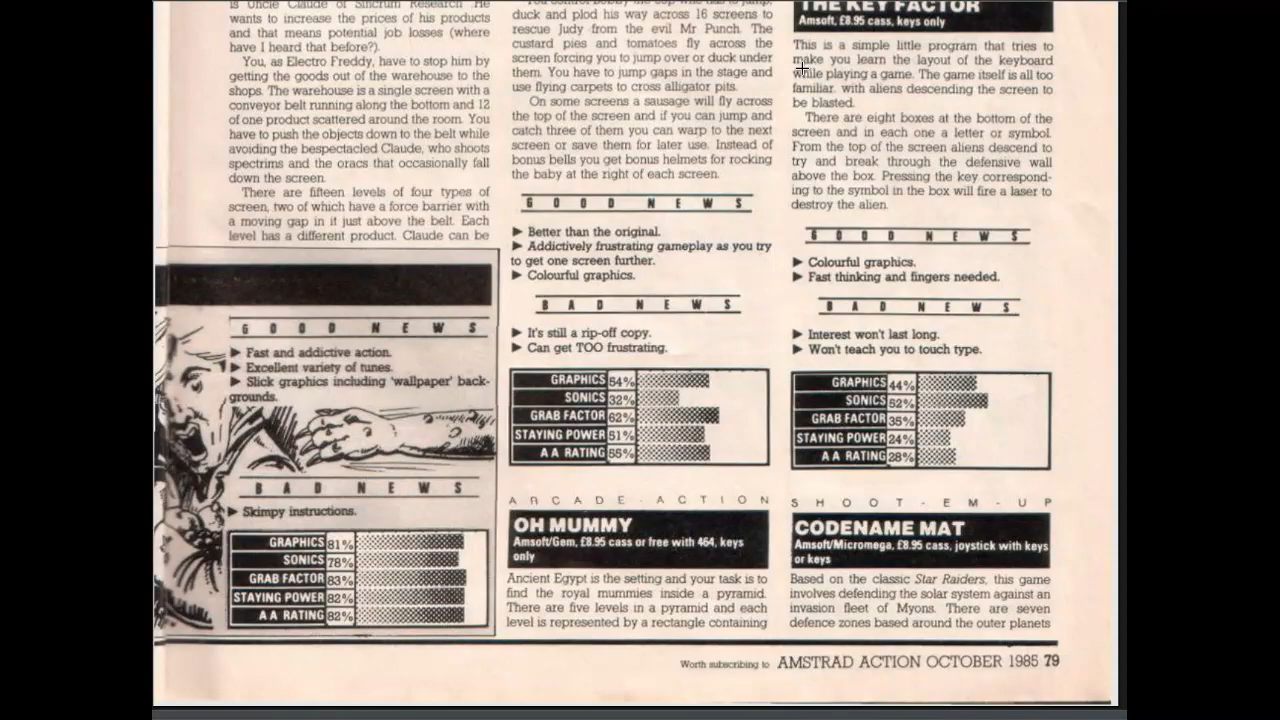 is Uncle Claude of Sincrum Research. He
wants to increase the prices of his products
and that means potential job losses (where
have I heard that before?).
You, as Electro Freddy, have to stop him by
getting the goods out of the warehouse to the
shops. The warehouse is a single screen with a
conveyor belt running along the bottom and 12
of one product scattered around the room. You
have to push the objects down to the belt while
avoiding the bespectacled Claude, who shoots
spectrims and the oracs that occasionally fall
down the screen.
There are fifteen levels of four types of
screen, two of which have a force barrier with
a moving gap in it just above the belt. Each
level has a different product. Claude can be
GOOD NEWS
► Fast and addictive action.
► Excellent variety of tunes.
► Slick graphics including 'wallpaper' back-
grounds.
BAD NEWS
► Skimpy instructions.
GRAPHICS 81%
SONICS 78%
GRAB FACTOR 83%
STAYING POWER 82%
AA RATING 82%
duck and plod his way across 16 screens to
rescue Judy from the evil Mr Punch. The
custard pies and tomatoes fly across the
screen forcing you to jump over or duck under
them. You have to jump gaps in the stage and
use flying carpets to cross alligator pits.
On some screens a sausage will fly across
the top of the screen and if you can jump and
catch three of them you can warp to the next
screen or save them for later use. Instead of
bonus bells you get bonus helmets for rocking
the baby at the right of each screen.
GOOD NEWS
► Better than the original.
► Addictively frustrating gameplay as you try
to get one screen further.
► Colourful graphics.
BAD NEWS
► It's still a rip-off copy.
► Can get TOO frustrating.
GRAPHICS 54%
SONICS 32%
GRAB FACTOR 62%
STAYING POWER 51%
AA RATING 55%
ARCADE-ACTION
OH MUMMY
Amsoft/Gem, £8.95 cass or free with 464, keys
only
Ancient Egypt is the setting and your task is to
find the royal mummies inside a pyramid.
There are five levels in a pyramid and each
level is represented by a rectangle containing
THE KEY FACTOR
Amsoft, £8.95 cass, keys only
This is a simple little program that tries to
make you learn the layout of the keyboard
while playing a game. The game itself is all too
familiar. with aliens descending the screen to
be blasted.
There are eight boxes at the bottom of the
screen and in each one a letter or symbol.
From the top of the screen aliens descend to
try and break through the defensive wall
above the box. Pressing the key correspond-
ing to the symbol in the box will fire a laser to
destroy the alien.
GOOD NEWS
► Colourful graphics.
► Fast thinking and fingers needed.
BAD NEWS
► Interest won't last long.
► Won't teach you to touch type.
GRAPHICS 44%
SONICS 52%
GRAB FACTOR 35%
STAYING POWER 24%
AA RATING 28%
SHOOT-EM-UP
CODENAME MAT
Amsoft/Micromega, £8.95 cass, joystick with keys
or keys
Based on the classic Star Raiders, this game
involves defending the solar system against an
invasion fleet of Myons. There are seven
defence zones based around the outer planets
Worth subscribing to AMSTRAD ACTION OCTOBER 1985 79